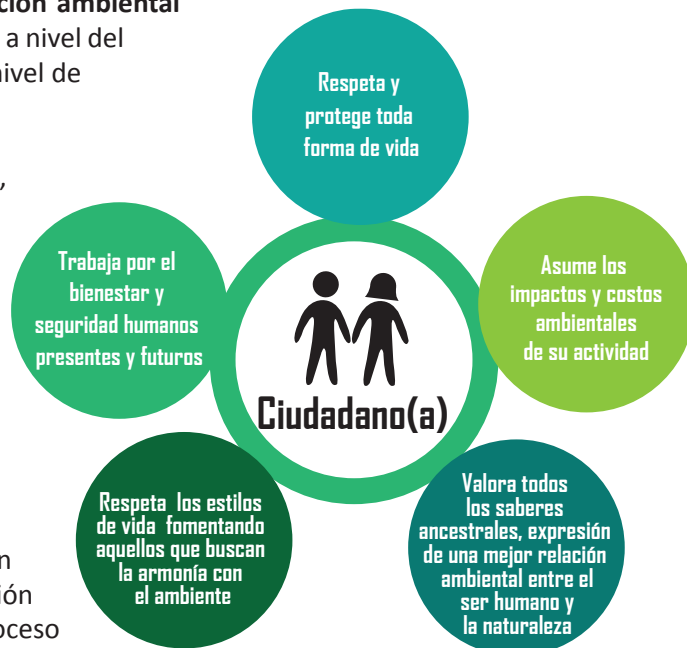 ción ambiental
a nivel del
nivel de
,
n
ión
oceso
Respeta y
protege toda
forma de vida
Asume los
impactos y costos
ambientales
de su actividad
Valora todos
los saberes
ancestrales, expresión
de una mejor relación
ambiental entre el
ser humano y
la naturaleza
Respeta los estilos
de vida fomentando
aquellos que buscan
la armonía con
el ambiente
Trabaja por el
bienestar y
seguridad humanos
presentes y futuros
Ciudadano(a)